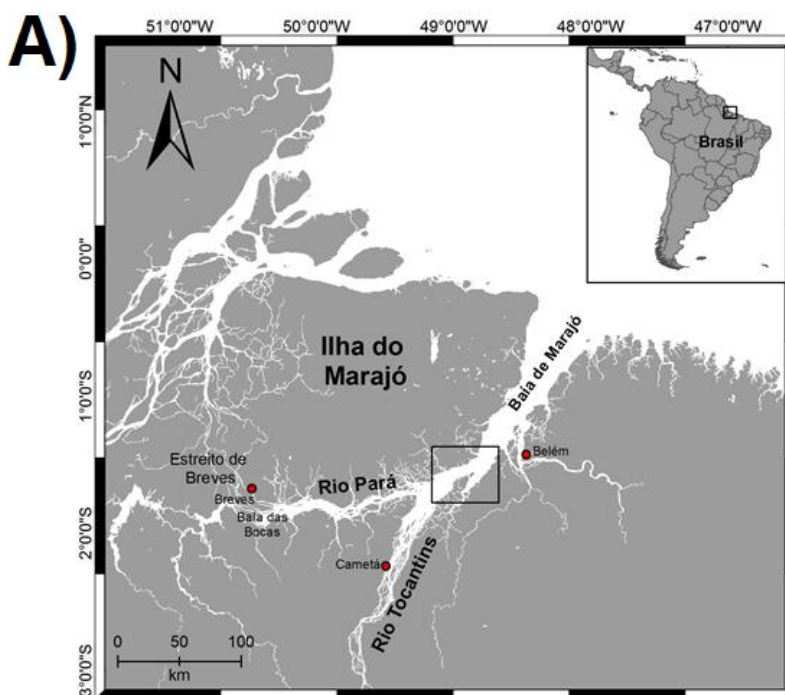 A)
51°0'0"W
50°0'0"W
49°0'0"W
48°0'0"W
47°0'0"W
N
1°0'0"N
0°0'0"
1°0'0"S
2°0'0"S
3°0'0"S
Brasil
Ilha do
Marajó
Baía de Marajó
Belém
Estreito de
Breves
Breves
Rio Pará
Baía das
Bocas
Cametá
Rio Tocantins
0 50 100
km